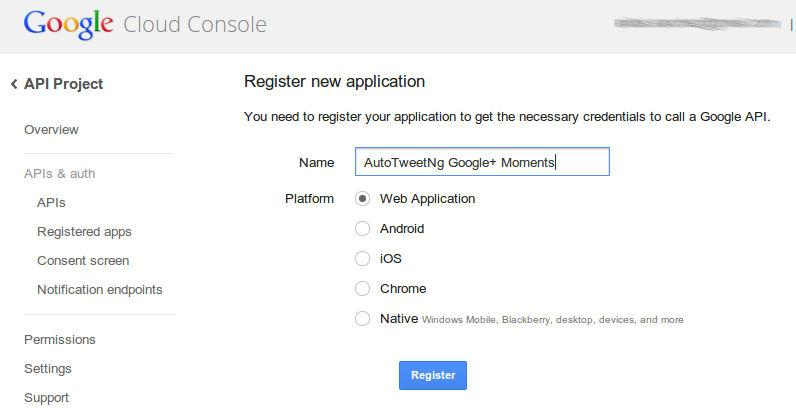 Google Cloud Console
|
API Project
Overview
APIs & auth
APIs
Registered apps
Consent screen
Notification endpoints
Permissions
Settings
Support
Register new application
You need to register your application to get the necessary credentials to call a Google API.
Name AutoTweetNg Google+ Moments
Platform Web Application
Android
iOS
Chrome
Native Windows Mobile, Blackberry, desktop, devices, and more
Register